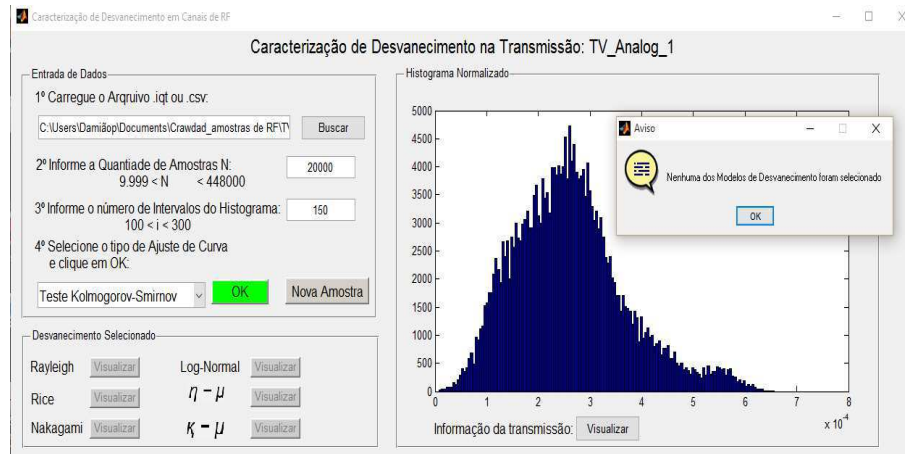 Caracterização de Desvanecimento em Canais de RF
Caracterização de Desvanecimento na Transmissão: TV_Analog_1
Entrada de Dados
1º Carregue o Arqruivo .iqt ou .csv:
C:\Users\Damiãop\Documents\Crawdad_amostras de RF\T\
Buscar
2º Informe a Quantiade de Amostras N:
9.999 < N < 448000
20000
3º Informe o número de Intervalos do Histograma:
100 < i < 300
150
4º Selecione o tipo de Ajuste de Curva
e clique em OK:
Teste Kolmogorov-Smirnov
OK
Nova Amostra
Desvanecimento Selecionado
Rayleigh Visualizar Log-Normal Visualizar
Rice Visualizar η − μ Visualizar
Nakagami Visualizar κ − μ Visualizar
Histograma Normalizado
5000
4500
4000
3500
3000
2500
2000
1500
1000
500
0
0 1 2 3 4 5 6 7 8
x 10⁻⁴
Informação da transmissão: Visualizar
Aviso
Nenhuma dos Modelos de Desvanecimento foram selecionado
OK